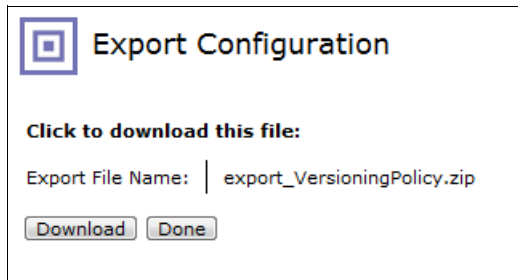 Export Configuration
Click to download this file:
Export File Name: export_VersioningPolicy.zip
Download Done